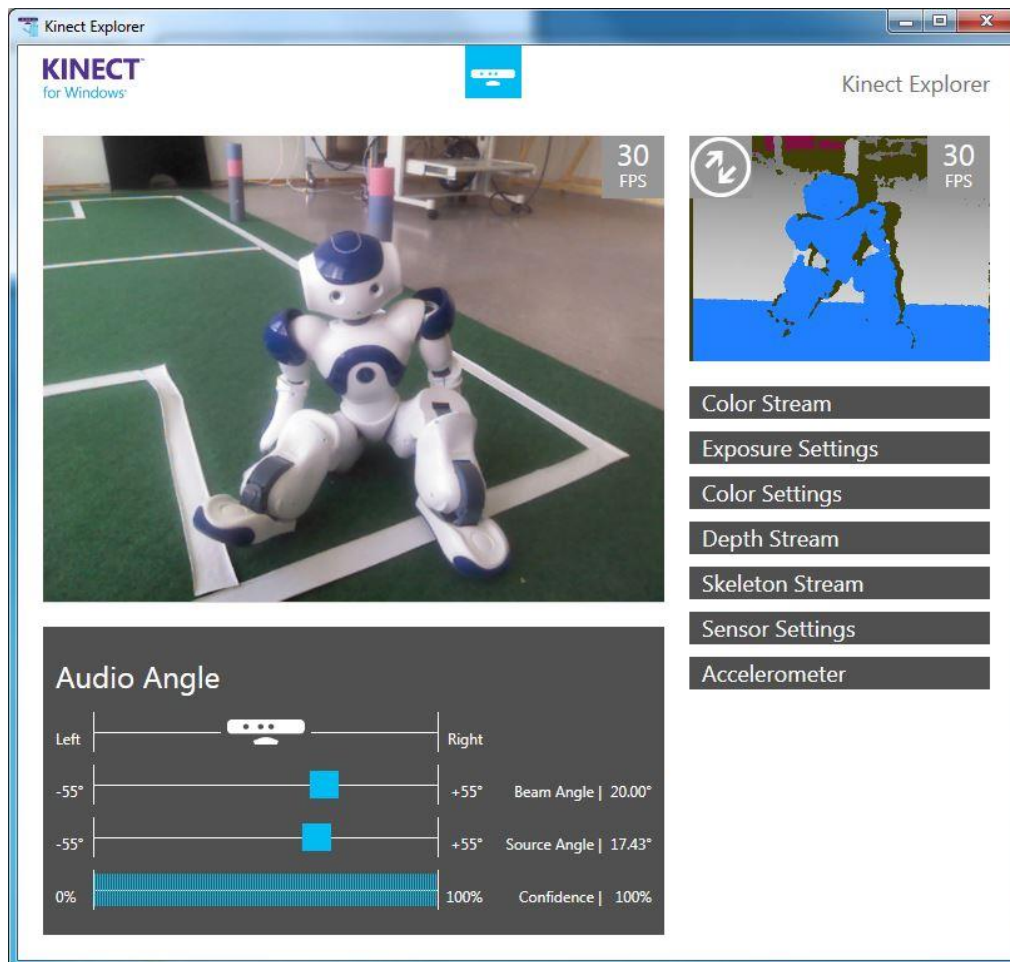 Kinect Explorer
KINECT™
for Windows®
Kinect Explorer
30
FPS
30
FPS
Color Stream
Exposure Settings
Color Settings
Depth Stream
Skeleton Stream
Sensor Settings
Accelerometer
Audio Angle
Left Right
-55° +55° Beam Angle | 20.00°
-55° +55° Source Angle | 17.43°
0% 100% Confidence | 100%